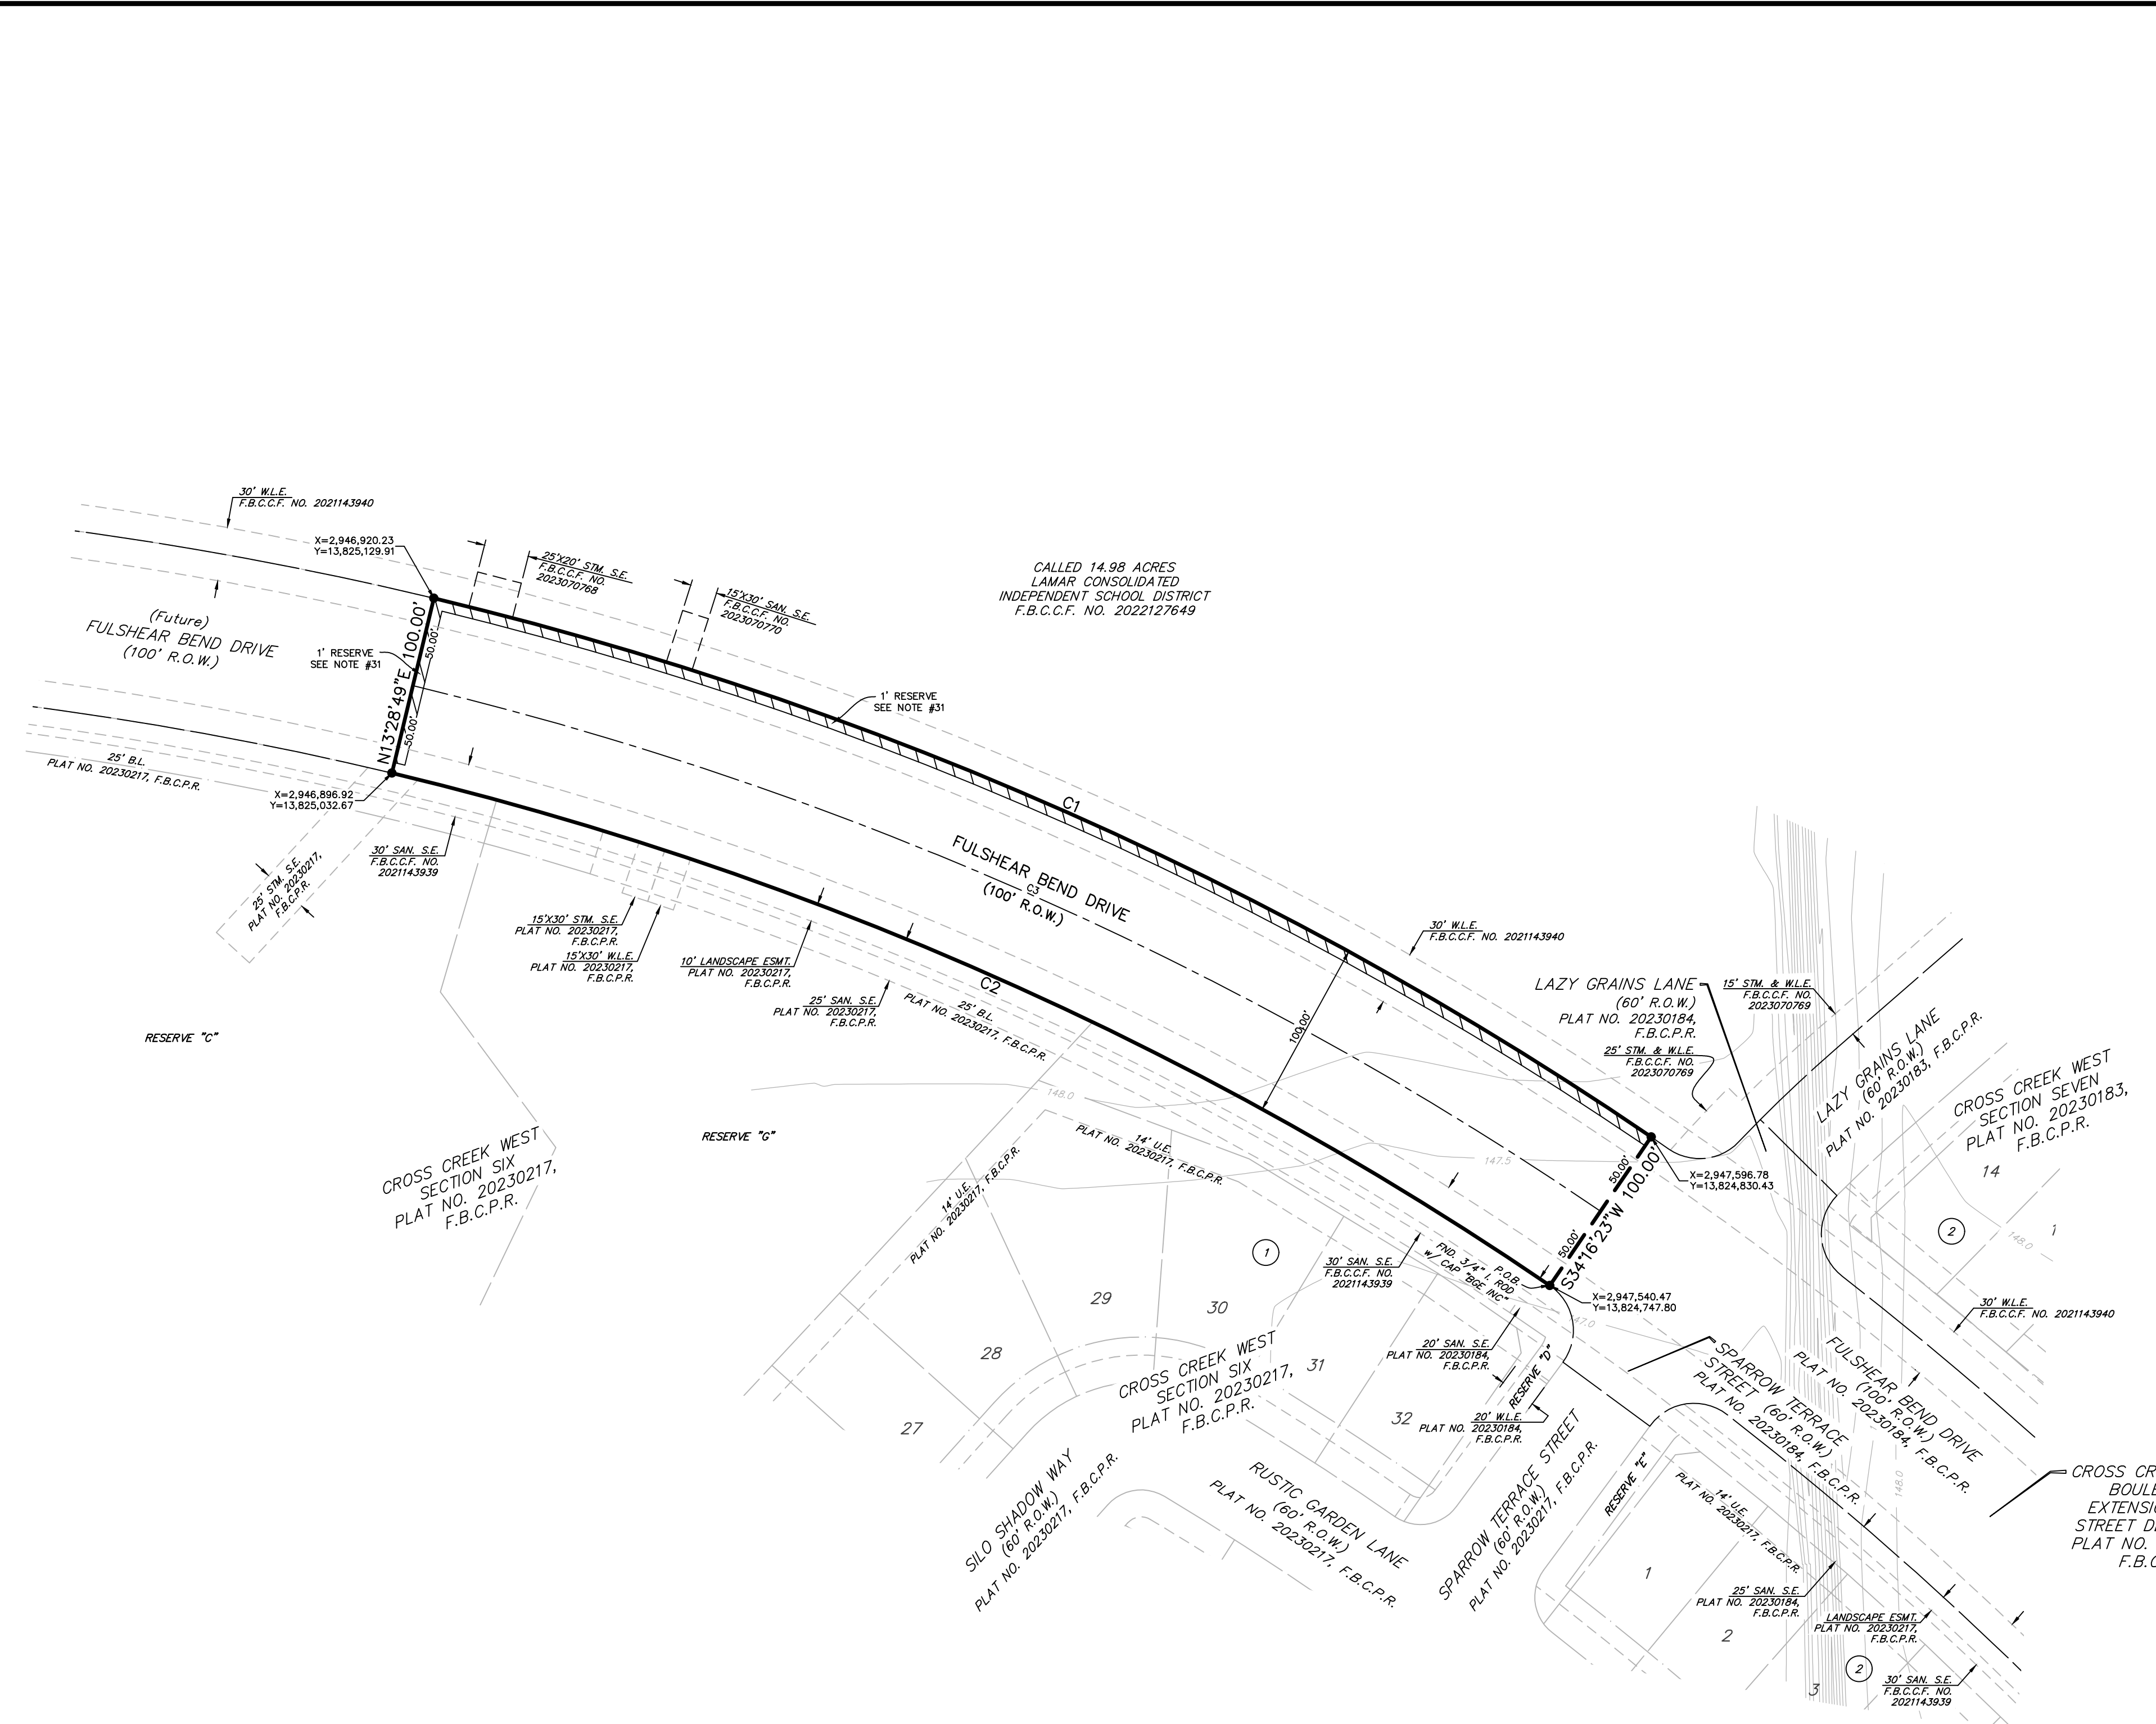 30' W.L.E.
F.B.C.C.F. NO. 2021143940
X=2,946,920.23
Y=13,825,129.91
25'X20' STM. S.E.
F.B.C.C.F. NO.
2023070768
15'X30' SAN. S.E.
F.B.C.C.F. NO.
2023070770
CALLED 14.98 ACRES
LAMAR CONSOLIDATED
INDEPENDENT SCHOOL DISTRICT
F.B.C.C.F. NO. 2022127649
(Future)
FULSHEAR BEND DRIVE
(100' R.O.W.)
1' RESERVE
SEE NOTE #31
N13°28'49"E 100.00'
50.00'
50.00'
1' RESERVE
SEE NOTE #31
25' B.L.
PLAT NO. 20230217, F.B.C.P.R.
X=2,946,896.92
Y=13,825,032.67
C1
30' SAN. S.E.
F.B.C.C.F. NO.
2021143939
25' STM. S.E.
PLAT NO. 20230217,
F.B.C.P.R.
FULSHEAR BEND DRIVE
C3
(100' R.O.W.)
15'X30' STM. S.E.
PLAT NO. 20230217,
F.B.C.P.R.
15'X30' W.L.E.
PLAT NO. 20230217,
F.B.C.P.R.
10' LANDSCAPE ESMT.
PLAT NO. 20230217,
F.B.C.P.R.
25' SAN. S.E.
PLAT NO. 20230217,
F.B.C.P.R.
C2
25' B.L.
PLAT NO. 20230217, F.B.C.P.R.
100.00'
30' W.L.E.
F.B.C.C.F. NO. 2021143940
LAZY GRAINS LANE
(60' R.O.W.)
PLAT NO. 20230184,
F.B.C.P.R.
15' STM. & W.L.E.
F.B.C.C.F. NO.
2023070769
25' STM. & W.L.E.
F.B.C.C.F. NO.
2023070769
LAZY GRAINS LANE
(60' R.O.W.)
PLAT NO. 20230183, F.B.C.P.R.
CROSS CREEK WEST
SECTION SEVEN
PLAT NO. 20230183,
F.B.C.P.R.
14
1
2
148.0
RESERVE "C"
RESERVE "G"
CROSS CREEK WEST
SECTION SIX
PLAT NO. 20230217,
F.B.C.P.R.
148.0
14' U.E.
PLAT NO. 20230217, F.B.C.P.R.
14' U.E.
PLAT NO. 20230217, F.B.C.P.R.
147.5
50.00'
50.00'
S34°16'23"W 100.00'
X=2,947,596.78
Y=13,824,830.43
1
30' SAN. S.E.
F.B.C.C.F. NO.
2021143939
P.O.B.
FND. 3/4" I. ROD
w/ CAP "BGE INC"
X=2,947,540.47
Y=13,824,747.80
47.0
30' W.L.E.
F.B.C.C.F. NO. 2021143940
29
30
28
31
27
32
CROSS CREEK WEST
SECTION SIX
PLAT NO. 20230217,
F.B.C.P.R.
20' SAN. S.E.
PLAT NO. 20230184,
F.B.C.P.R.
RESERVE "D"
20' W.L.E.
PLAT NO. 20230184,
F.B.C.P.R.
SPARROW TERRACE
STREET (60' R.O.W.)
PLAT NO. 20230184, F.B.C.P.R.
FULSHEAR BEND DRIVE
(100' R.O.W.)
PLAT NO. 20230184, F.B.C.P.R.
SILO SHADOW WAY
(60' R.O.W.)
PLAT NO. 20230217, F.B.C.P.R.
RUSTIC GARDEN LANE
(60' R.O.W.)
PLAT NO. 20230217, F.B.C.P.R.
SPARROW TERRACE STREET
(60' R.O.W.)
PLAT NO. 20230217, F.B.C.P.R.
RESERVE "E"
14' U.E.
PLAT NO. 20230217, F.B.C.P.R.
148.0
CROSS CR
BOULE
EXTENSI
STREET D
PLAT NO.
F.B.C
1
2
3
25' SAN. S.E.
PLAT NO. 20230184,
F.B.C.P.R.
LANDSCAPE ESMT.
PLAT NO. 20230217,
F.B.C.P.R.
2
30' SAN. S.E.
F.B.C.C.F. NO.
2021143939